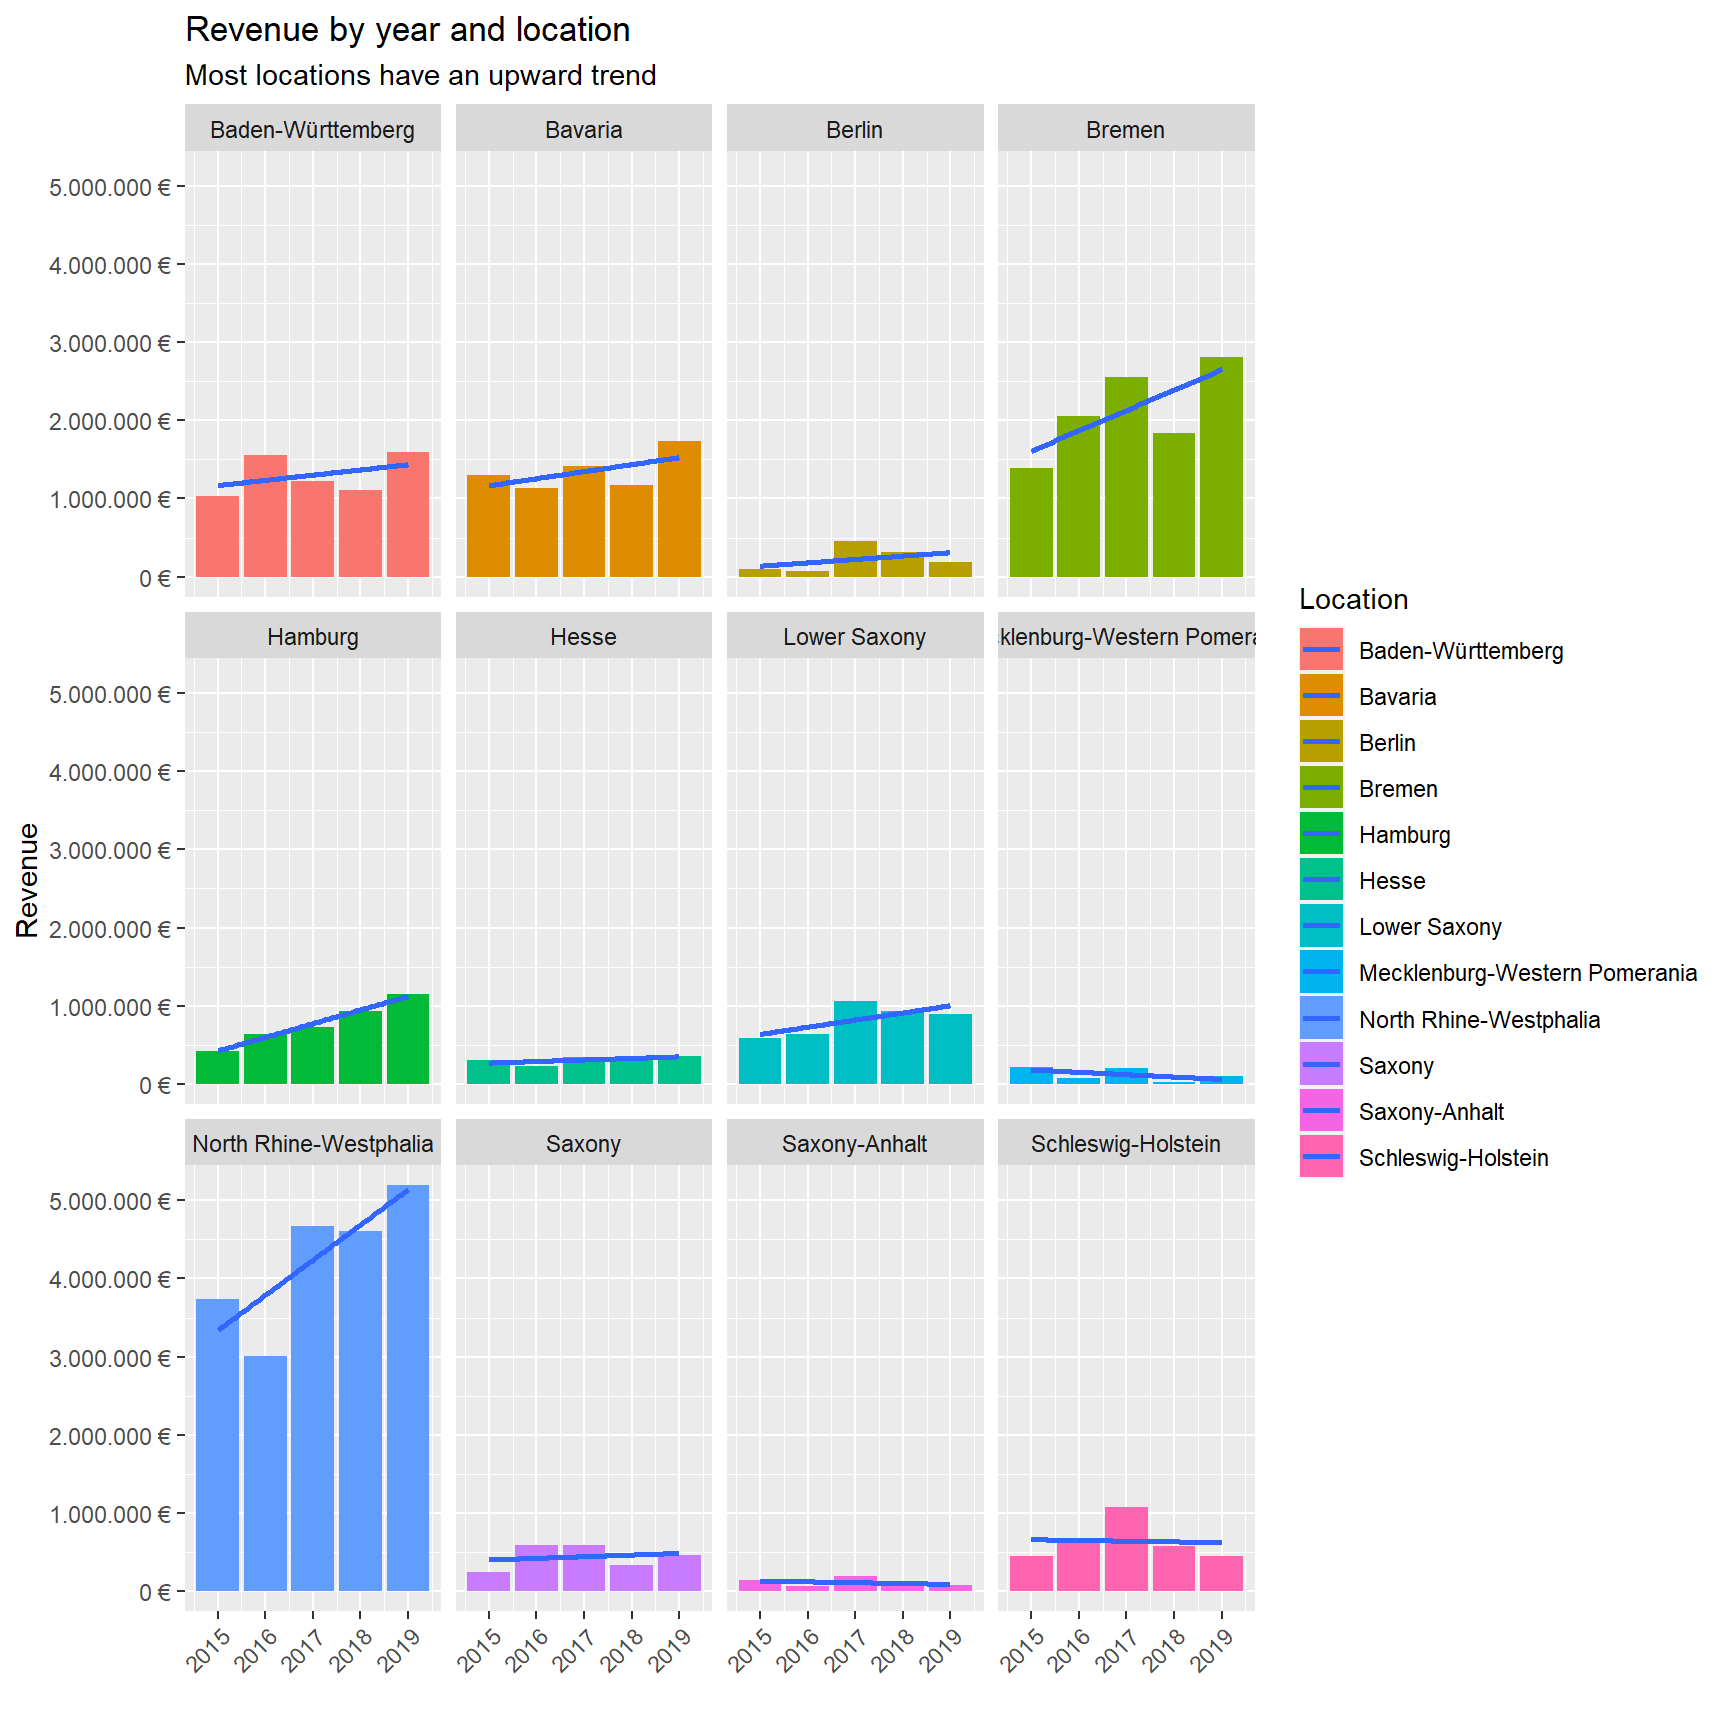 Revenue by year and location
Most locations have an upward trend
Baden-Württemberg
Bavaria
Berlin
Bremen
5.000.000 €
4.000.000 €
3.000.000 €
2.000.000 €
1.000.000 €
0 €
Hamburg
Hesse
Lower Saxony
cklenburg-Western Pomera
5.000.000 €
4.000.000 €
3.000.000 €
2.000.000 €
1.000.000 €
0 €
North Rhine-Westphalia
Saxony
Saxony-Anhalt
Schleswig-Holstein
5.000.000 €
4.000.000 €
3.000.000 €
2.000.000 €
1.000.000 €
0 €
2015 2016 2017 2018 2019
2015 2016 2017 2018 2019
2015 2016 2017 2018 2019
2015 2016 2017 2018 2019
Revenue
Location
Baden-Württemberg
Bavaria
Berlin
Bremen
Hamburg
Hesse
Lower Saxony
Mecklenburg-Western Pomerania
North Rhine-Westphalia
Saxony
Saxony-Anhalt
Schleswig-Holstein